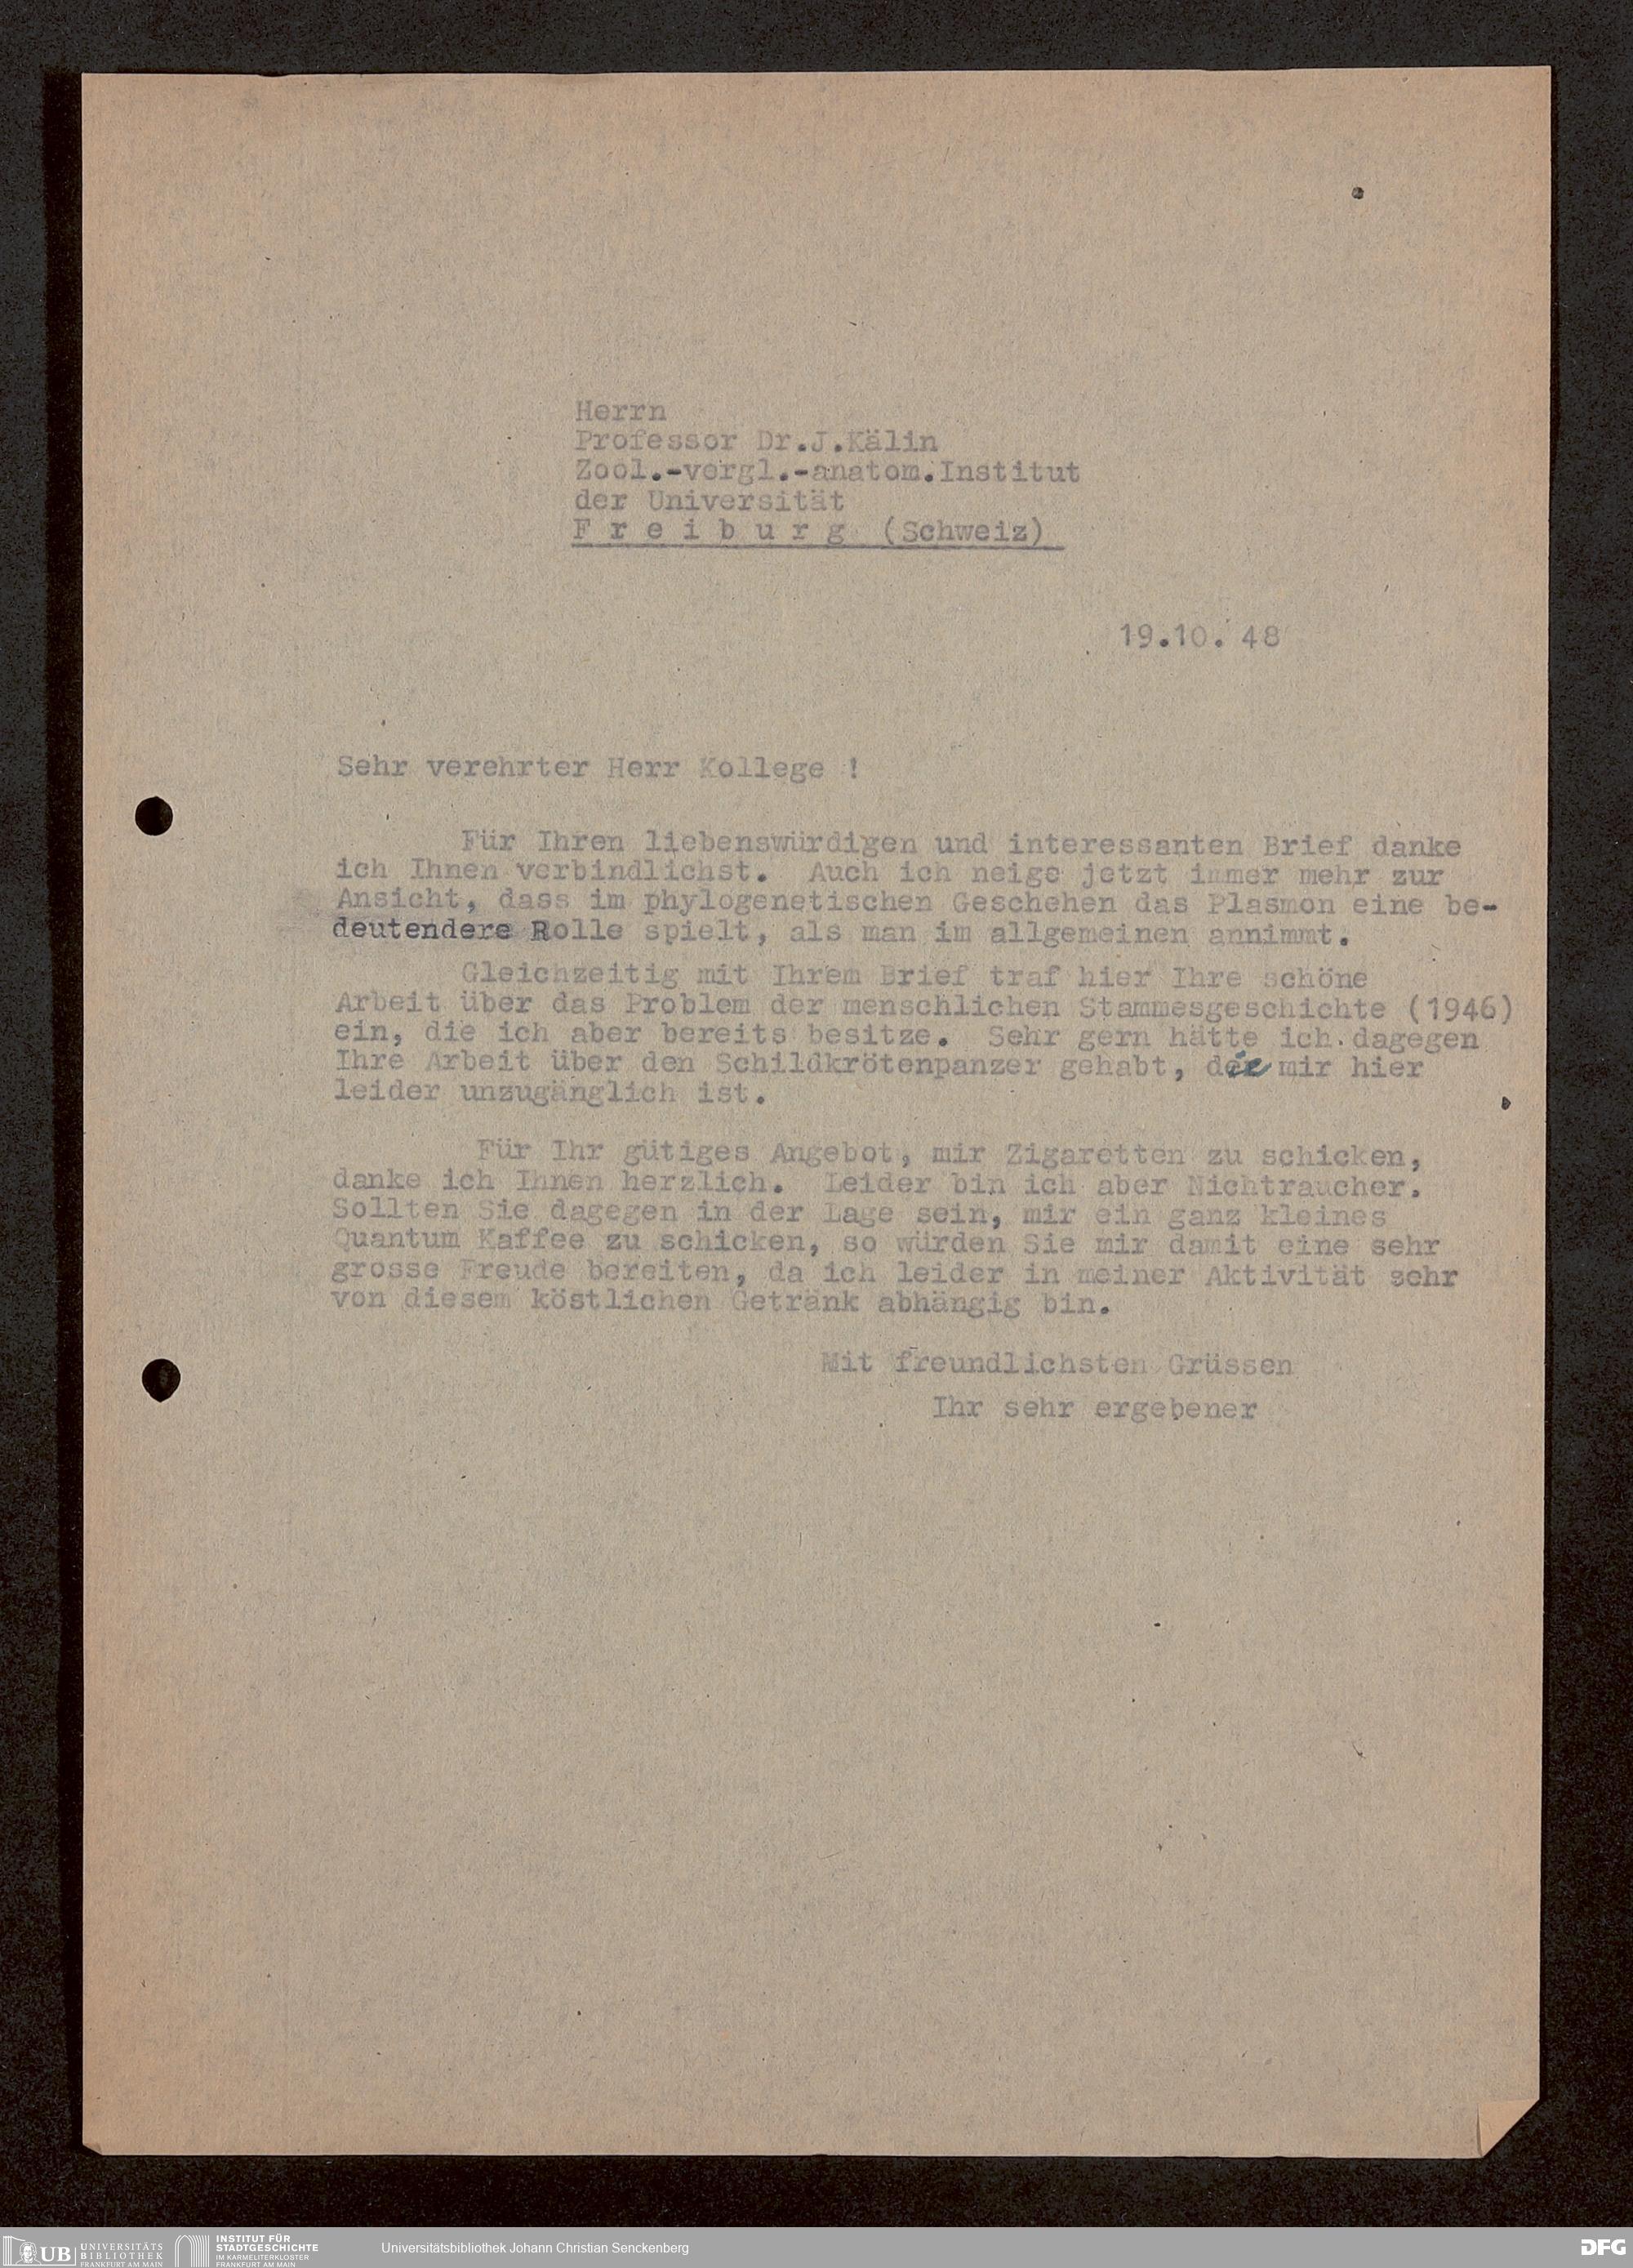 Herrn
Professor Dr.J.Kälin
Zool.-vergl.-anatom.Institut
der Universität
F r e i b u r g (Schweiz)
19.10. 48
Sehr verehrter Herr Kollege !
Für Ihren liebenswürdigen und interessanten Brief danke
ich Ihnen verbindlichst. Auch ich neige jetzt immer mehr zur
Ansicht, dass im phylogenetischen Geschehen das Plasmon eine be-
deutendere Rolle spielt, als man im allgemeinen annimmt.
Gleichzeitig mit Ihrem Brief traf hier Ihre schöne
Arbeit über das Problem der menschlichen Stammesgeschichte (1946)
ein, die ich aber bereits besitze. Sehr gern hätte ich dagegen
Ihre Arbeit über den Schildkrötenpanzer gehabt, die mir hier
leider unzugänglich ist.
Für Ihr gütiges Angebot, mir Zigaretten zu schicken,
danke ich Ihnen herzlich. Leider bin ich aber Nichtraucher.
Sollten Sie dagegen in der Lage sein, mir ein ganz kleines
Quantum Kaffee zu schicken, so würden Sie mir damit eine sehr
grosse Freude bereiten, da ich leider in meiner Aktivität sehr
von diesem köstlichen Getränk abhängig bin.
Mit freundlichsten Grüssen
Ihr sehr ergebener
UB UNIVERSITÄTS BIBLIOTHEK FRANKFURT AM MAIN
INSTITUT FÜR STADTGESCHICHTE IM KARMELITERKLOSTER FRANKFURT AM MAIN
Universitätsbibliothek Johann Christian Senckenberg
DFG